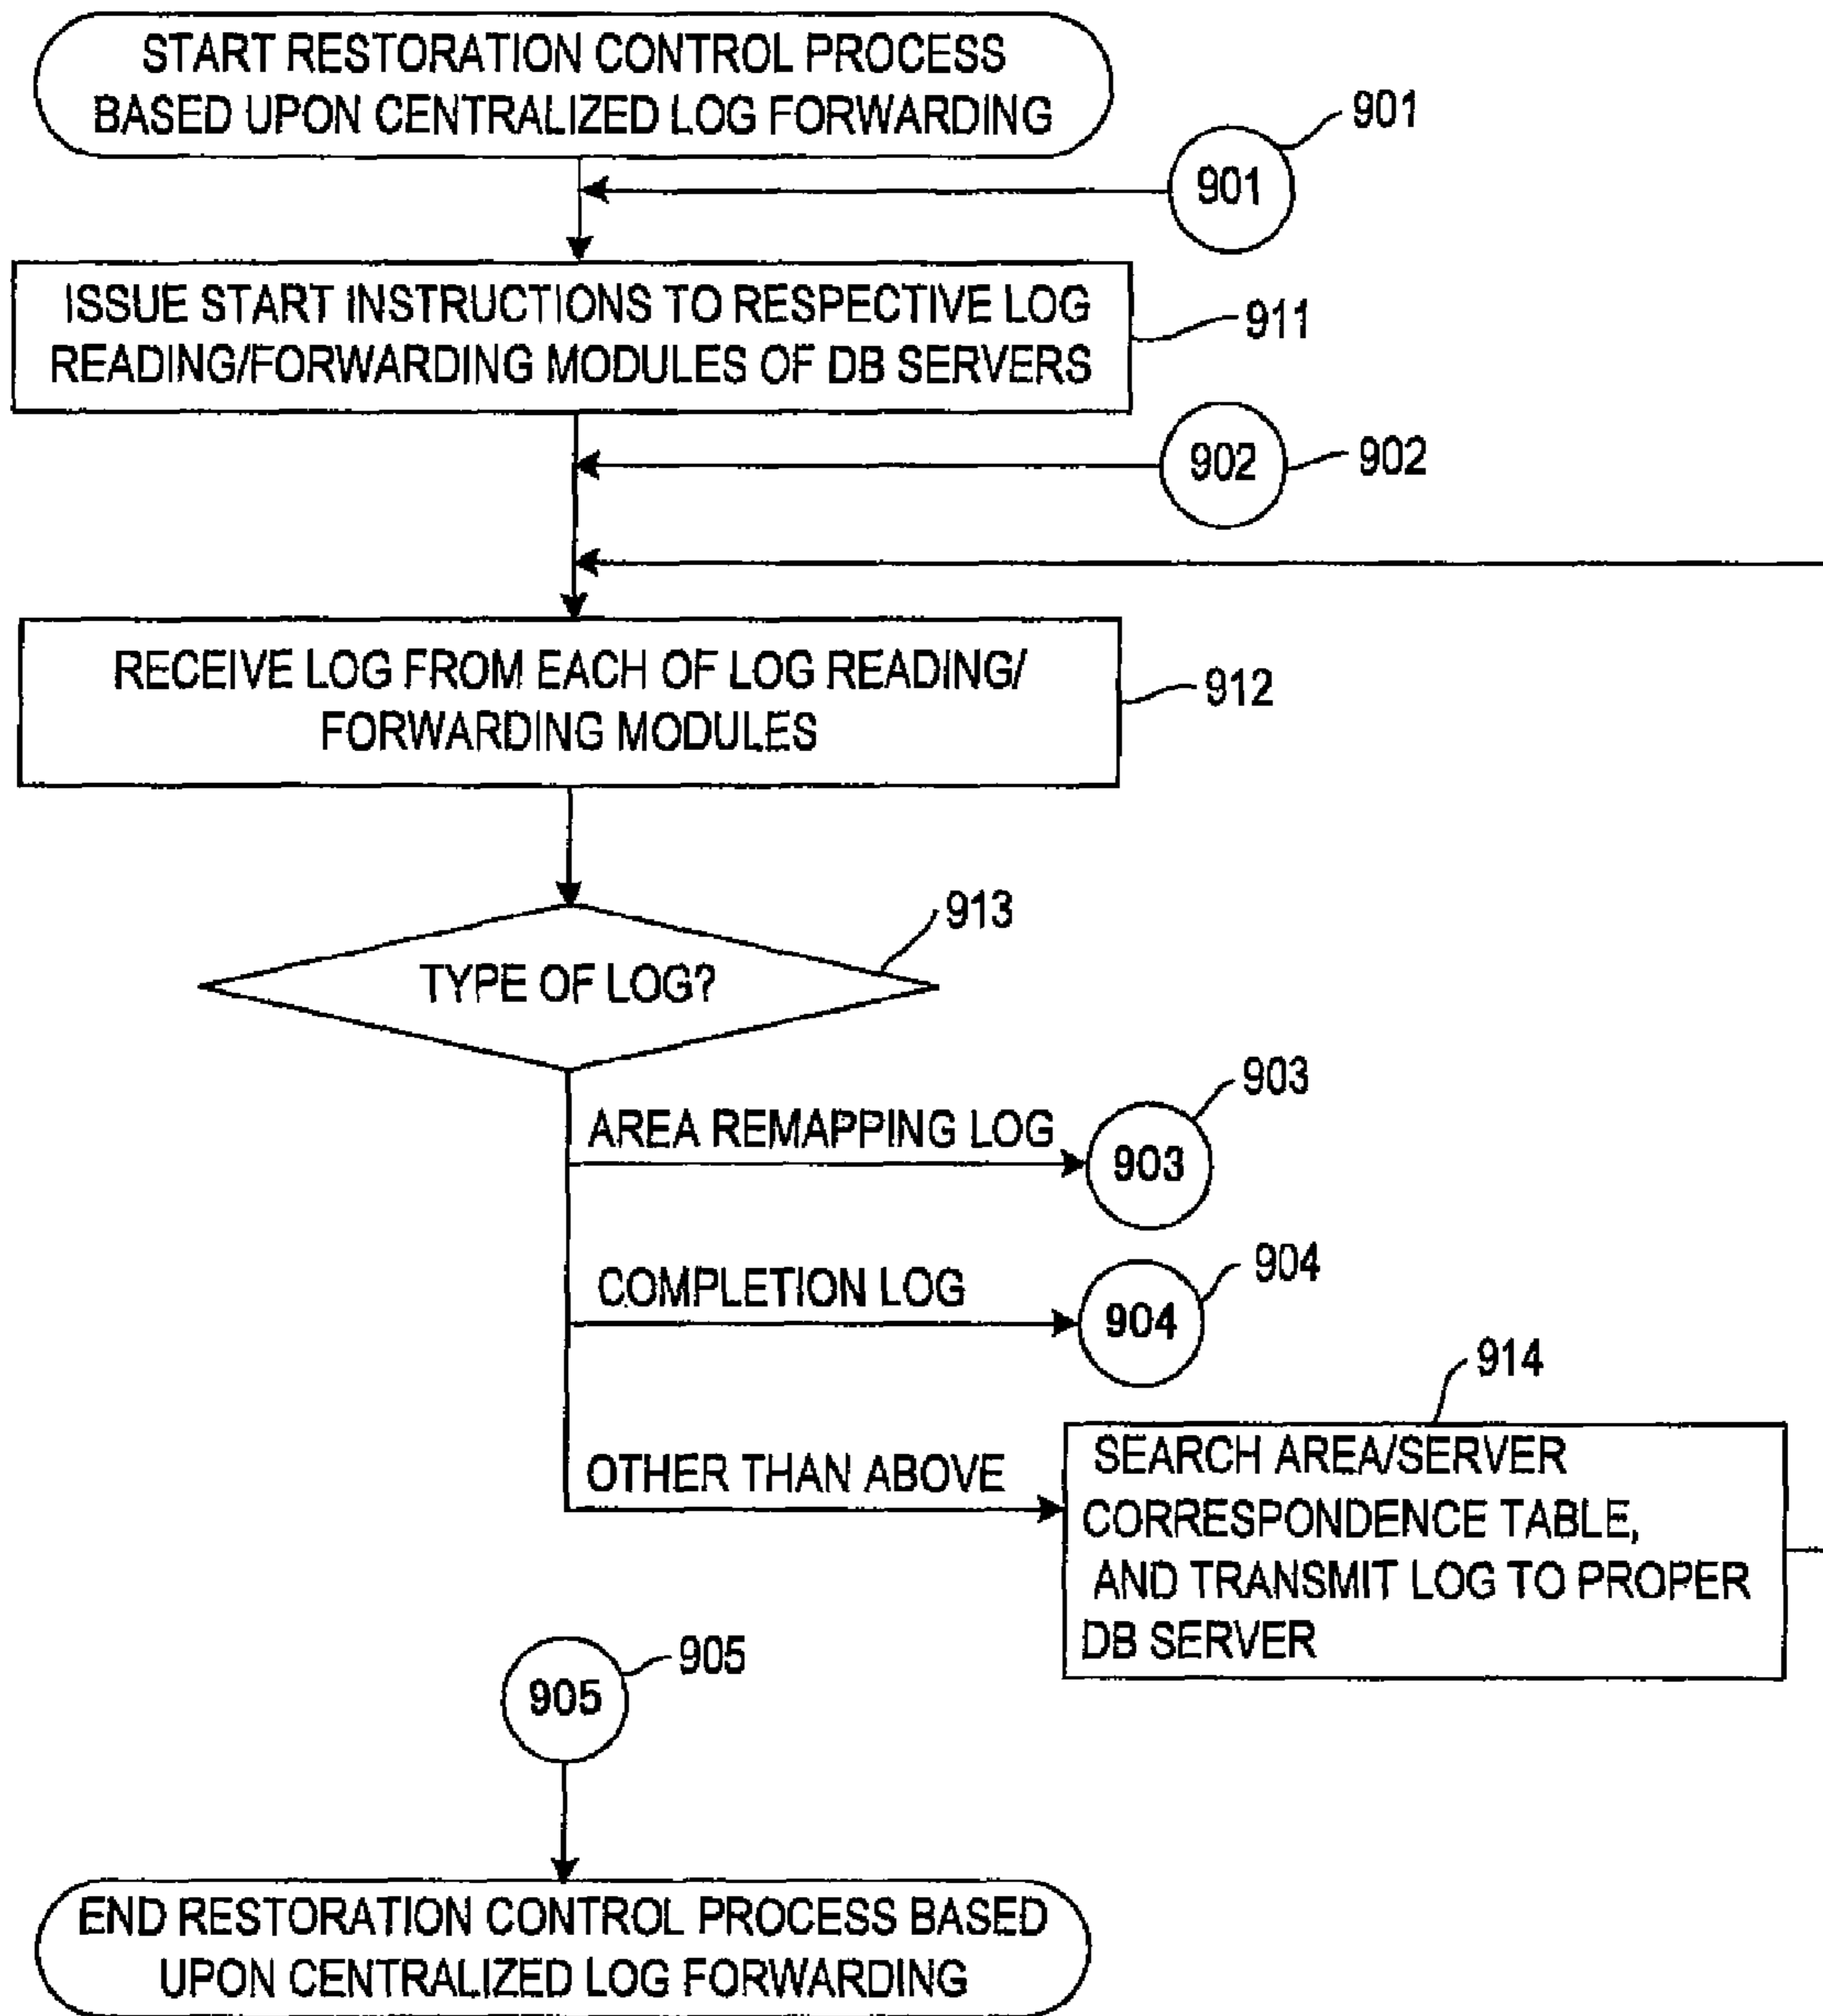 START RESTORATION CONTROL PROCESS
BASED UPON CENTRALIZED LOG FORWARDING
901
901
ISSUE START INSTRUCTIONS TO RESPECTIVE LOG
READING/FORWARDING MODULES OF DB SERVERS
911
902
902
RECEIVE LOG FROM EACH OF LOG READING/
FORWARDING MODULES
912
913
TYPE OF LOG?
903
AREA REMAPPING LOG
903
904
COMPLETION LOG
904
914
OTHER THAN ABOVE
SEARCH AREA/SERVER
CORRESPONDENCE TABLE,
AND TRANSMIT LOG TO PROPER
DB SERVER
905
905
END RESTORATION CONTROL PROCESS BASED
UPON CENTRALIZED LOG FORWARDING